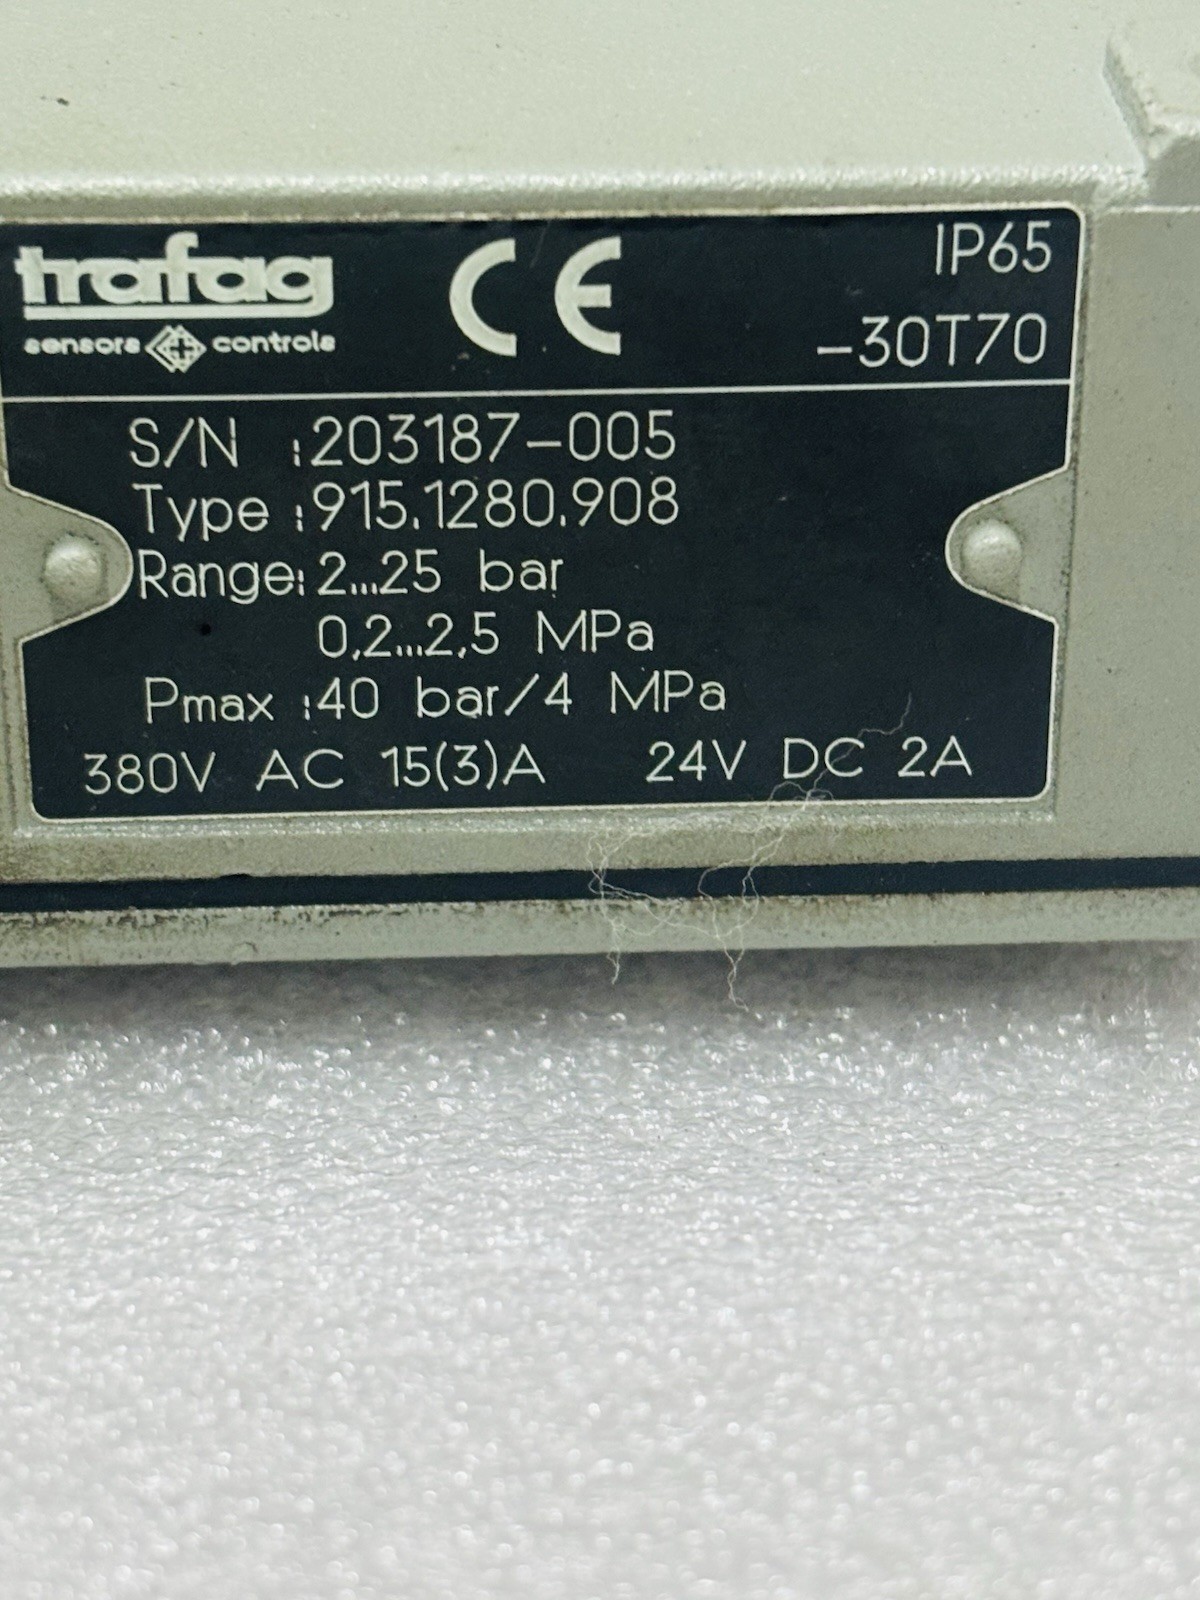 trafag
sensors controls
CE
IP65
-30T70
S/N :203187-005
Type :915.1280.908
Range: 2...25 bar
0,2...2,5 MPa
Pmax :40 bar/4 MPa
380V AC 15(3)A 24V DC 2A